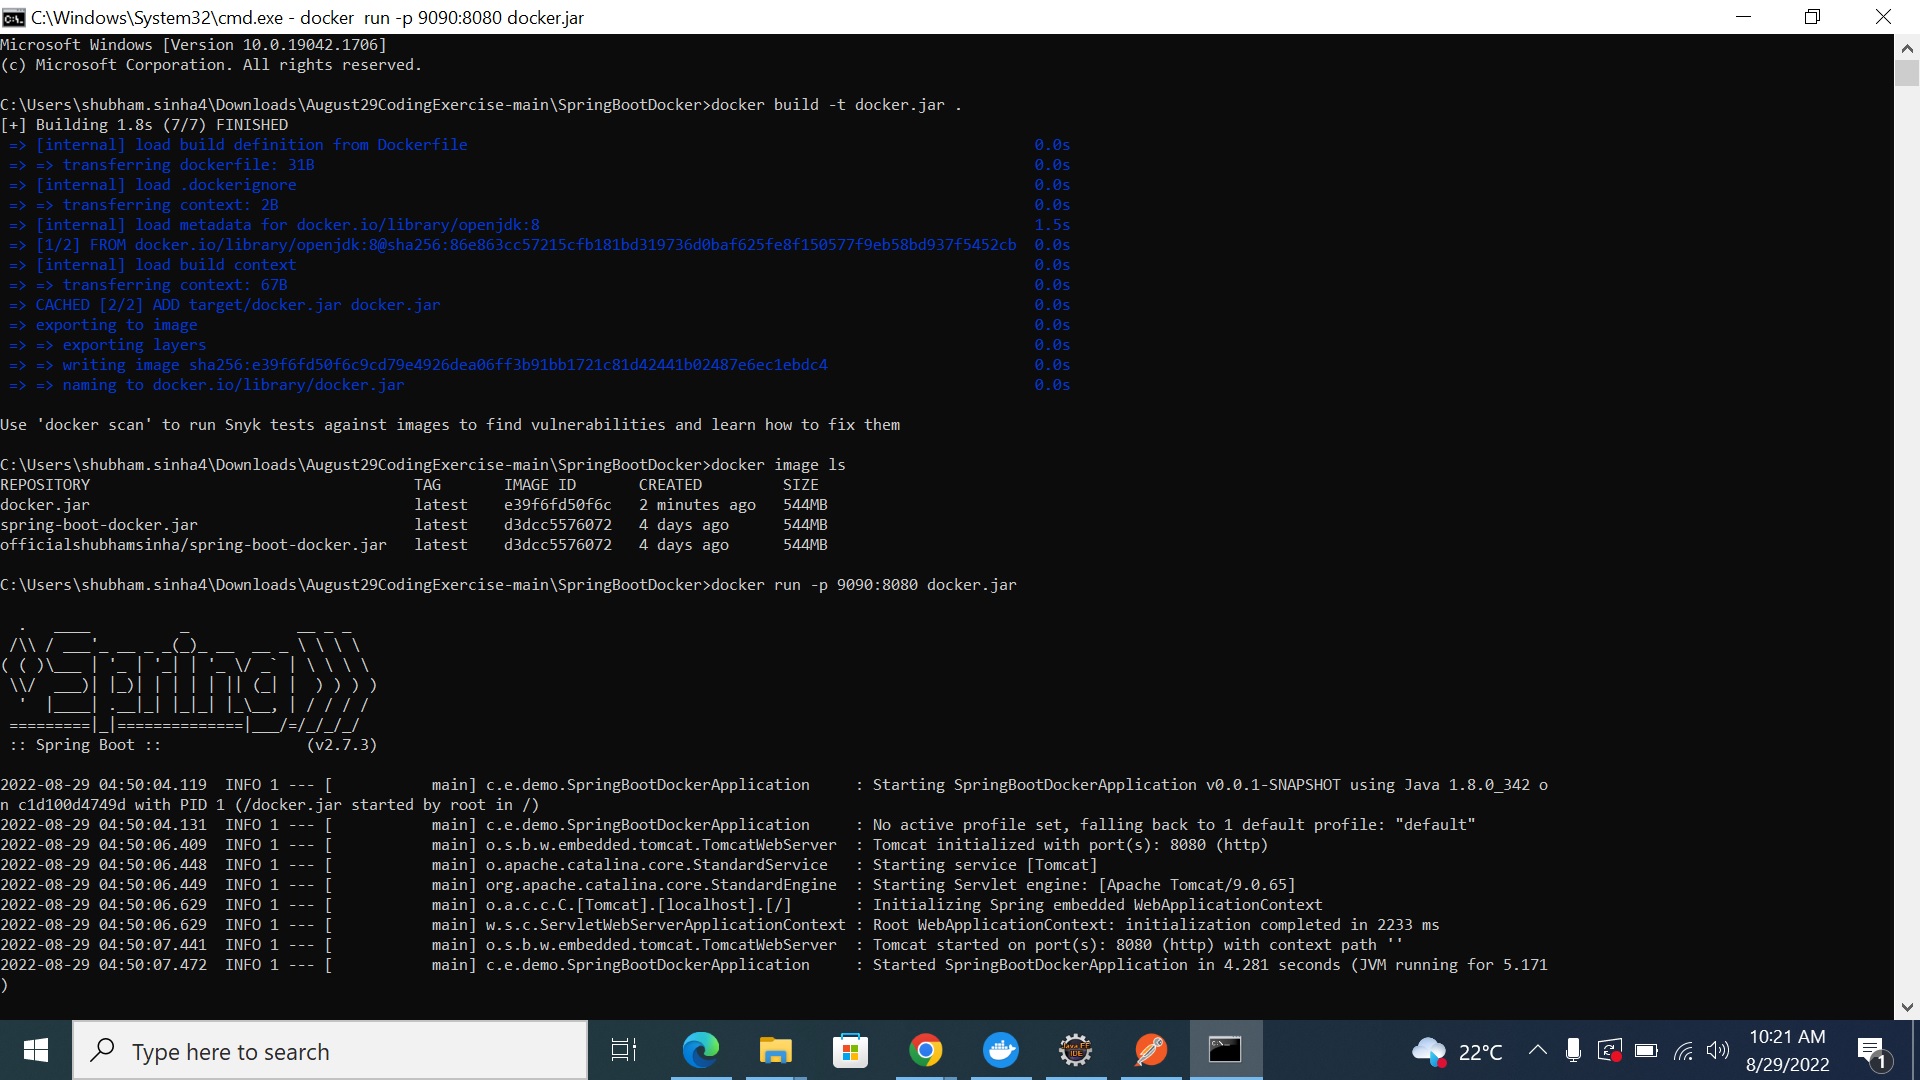 C:\Windows\System32\cmd.exe - docker  run -p 9090:8080 docker.jar
Microsoft Windows [Version 10.0.19042.1706]
(c) Microsoft Corporation. All rights reserved.
C:\Users\shubham.sinha4\Downloads\August29CodingExercise-main\SpringBootDocker>docker build -t docker.jar .
[+] Building 1.8s (7/7) FINISHED
=> [internal] load build definition from Dockerfile 0.0s
=> => transferring dockerfile: 31B 0.0s
=> [internal] load .dockerignore 0.0s
=> => transferring context: 2B 0.0s
=> [internal] load metadata for docker.io/library/openjdk:8 1.5s
=> [1/2] FROM docker.io/library/openjdk:8@sha256:86e863cc57215cfb181bd319736d0baf625fe8f150577f9eb58bd937f5452cb 0.0s
=> [internal] load build context 0.0s
=> => transferring context: 67B 0.0s
=> CACHED [2/2] ADD target/docker.jar docker.jar 0.0s
=> exporting to image 0.0s
=> => exporting layers 0.0s
=> => writing image sha256:e39f6fd50f6c9cd79e4926dea06ff3b91bb1721c81d42441b02487e6ec1ebdc4 0.0s
=> => naming to docker.io/library/docker.jar 0.0s
Use 'docker scan' to run Snyk tests against images to find vulnerabilities and learn how to fix them
C:\Users\shubham.sinha4\Downloads\August29CodingExercise-main\SpringBootDocker>docker image ls
REPOSITORY TAG IMAGE ID CREATED SIZE
docker.jar latest e39f6fd50f6c 2 minutes ago 544MB
spring-boot-docker.jar latest d3dcc5576072 4 days ago 544MB
officialshubhamsinha/spring-boot-docker.jar latest d3dcc5576072 4 days ago 544MB
C:\Users\shubham.sinha4\Downloads\August29CodingExercise-main\SpringBootDocker>docker run -p 9090:8080 docker.jar
Spring
:: Spring Boot :: (v2.7.3)
2022-08-29 04:50:04.119  INFO 1 --- [           main] c.e.demo.SpringBootDockerApplication     : Starting SpringBootDockerApplication v0.0.1-SNAPSHOT using Java 1.8.0_342 o
n c1d100d4749d with PID 1 (/docker.jar started by root in /)
2022-08-29 04:50:04.131  INFO 1 --- [           main] c.e.demo.SpringBootDockerApplication     : No active profile set, falling back to 1 default profile: "default"
2022-08-29 04:50:06.409  INFO 1 --- [           main] o.s.b.w.embedded.tomcat.TomcatWebServer  : Tomcat initialized with port(s): 8080 (http)
2022-08-29 04:50:06.448  INFO 1 --- [           main] o.apache.catalina.core.StandardService   : Starting service [Tomcat]
2022-08-29 04:50:06.449  INFO 1 --- [           main] org.apache.catalina.core.StandardEngine  : Starting Servlet engine: [Apache Tomcat/9.0.65]
2022-08-29 04:50:06.629  INFO 1 --- [           main] o.a.c.c.C.[Tomcat].[localhost].[/]       : Initializing Spring embedded WebApplicationContext
2022-08-29 04:50:06.629  INFO 1 --- [           main] w.s.c.ServletWebServerApplicationContext : Root WebApplicationContext: initialization completed in 2233 ms
2022-08-29 04:50:07.441  INFO 1 --- [           main] o.s.b.w.embedded.tomcat.TomcatWebServer  : Tomcat started on port(s): 8080 (http) with context path ''
2022-08-29 04:50:07.472  INFO 1 --- [           main] c.e.demo.SpringBootDockerApplication     : Started SpringBootDockerApplication in 4.281 seconds (JVM running for 5.171
)
Type here to search
22°C
10:21 AM
8/29/2022
1